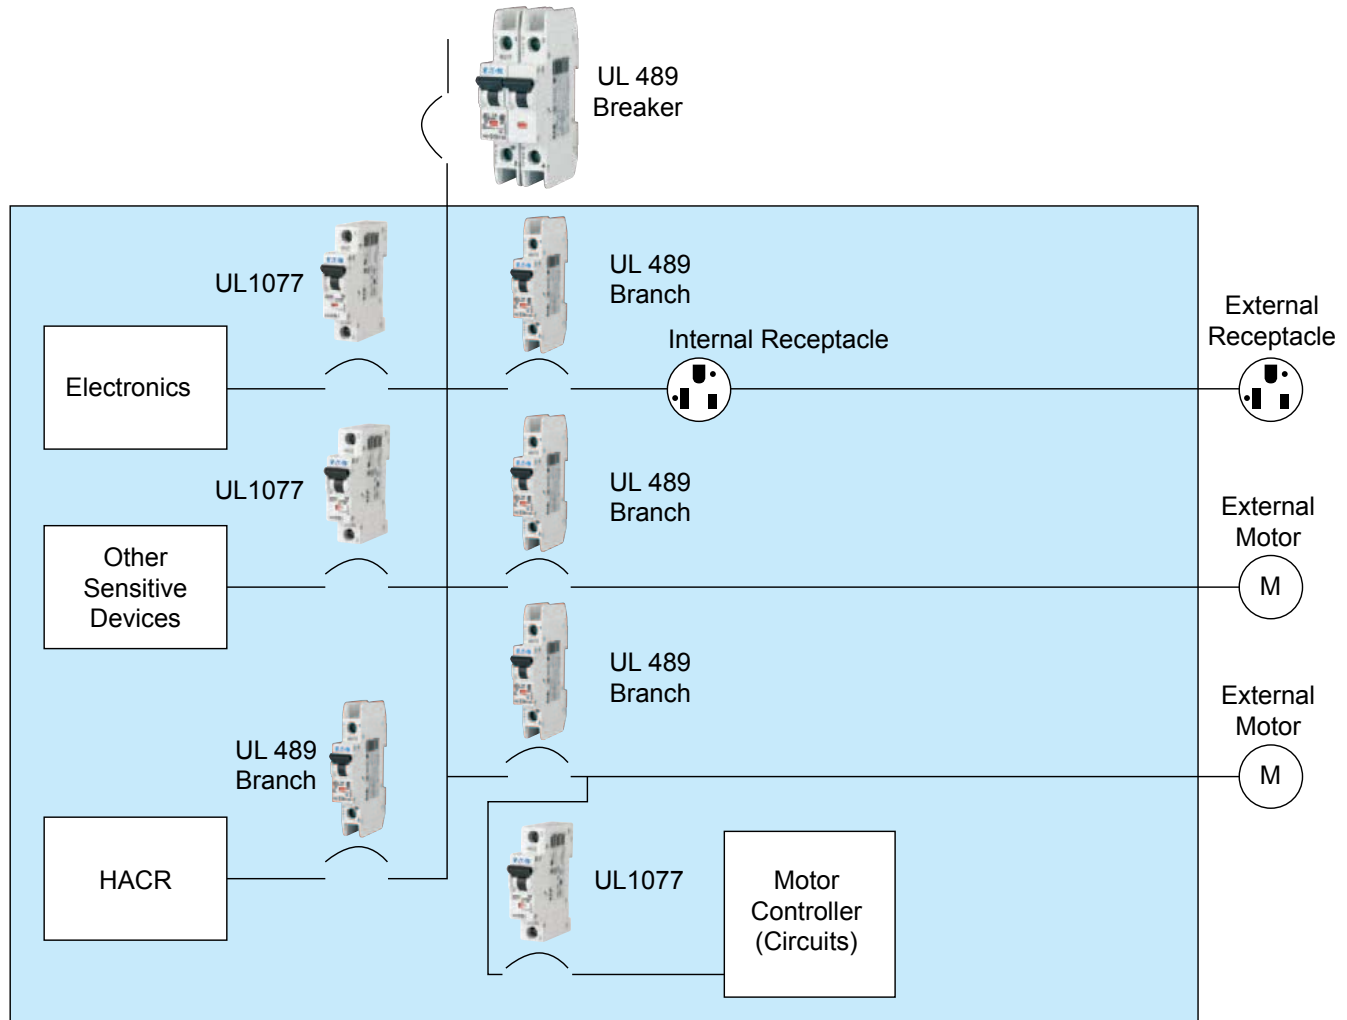 UL 489
Breaker
UL1077
UL 489
Branch
Internal Receptacle
External
Receptacle
Electronics
UL1077
UL 489
Branch
External
Motor
M
Other
Sensitive
Devices
UL 489
Branch
External
Motor
M
UL 489
Branch
HACR
UL1077
Motor
Controller
(Circuits)